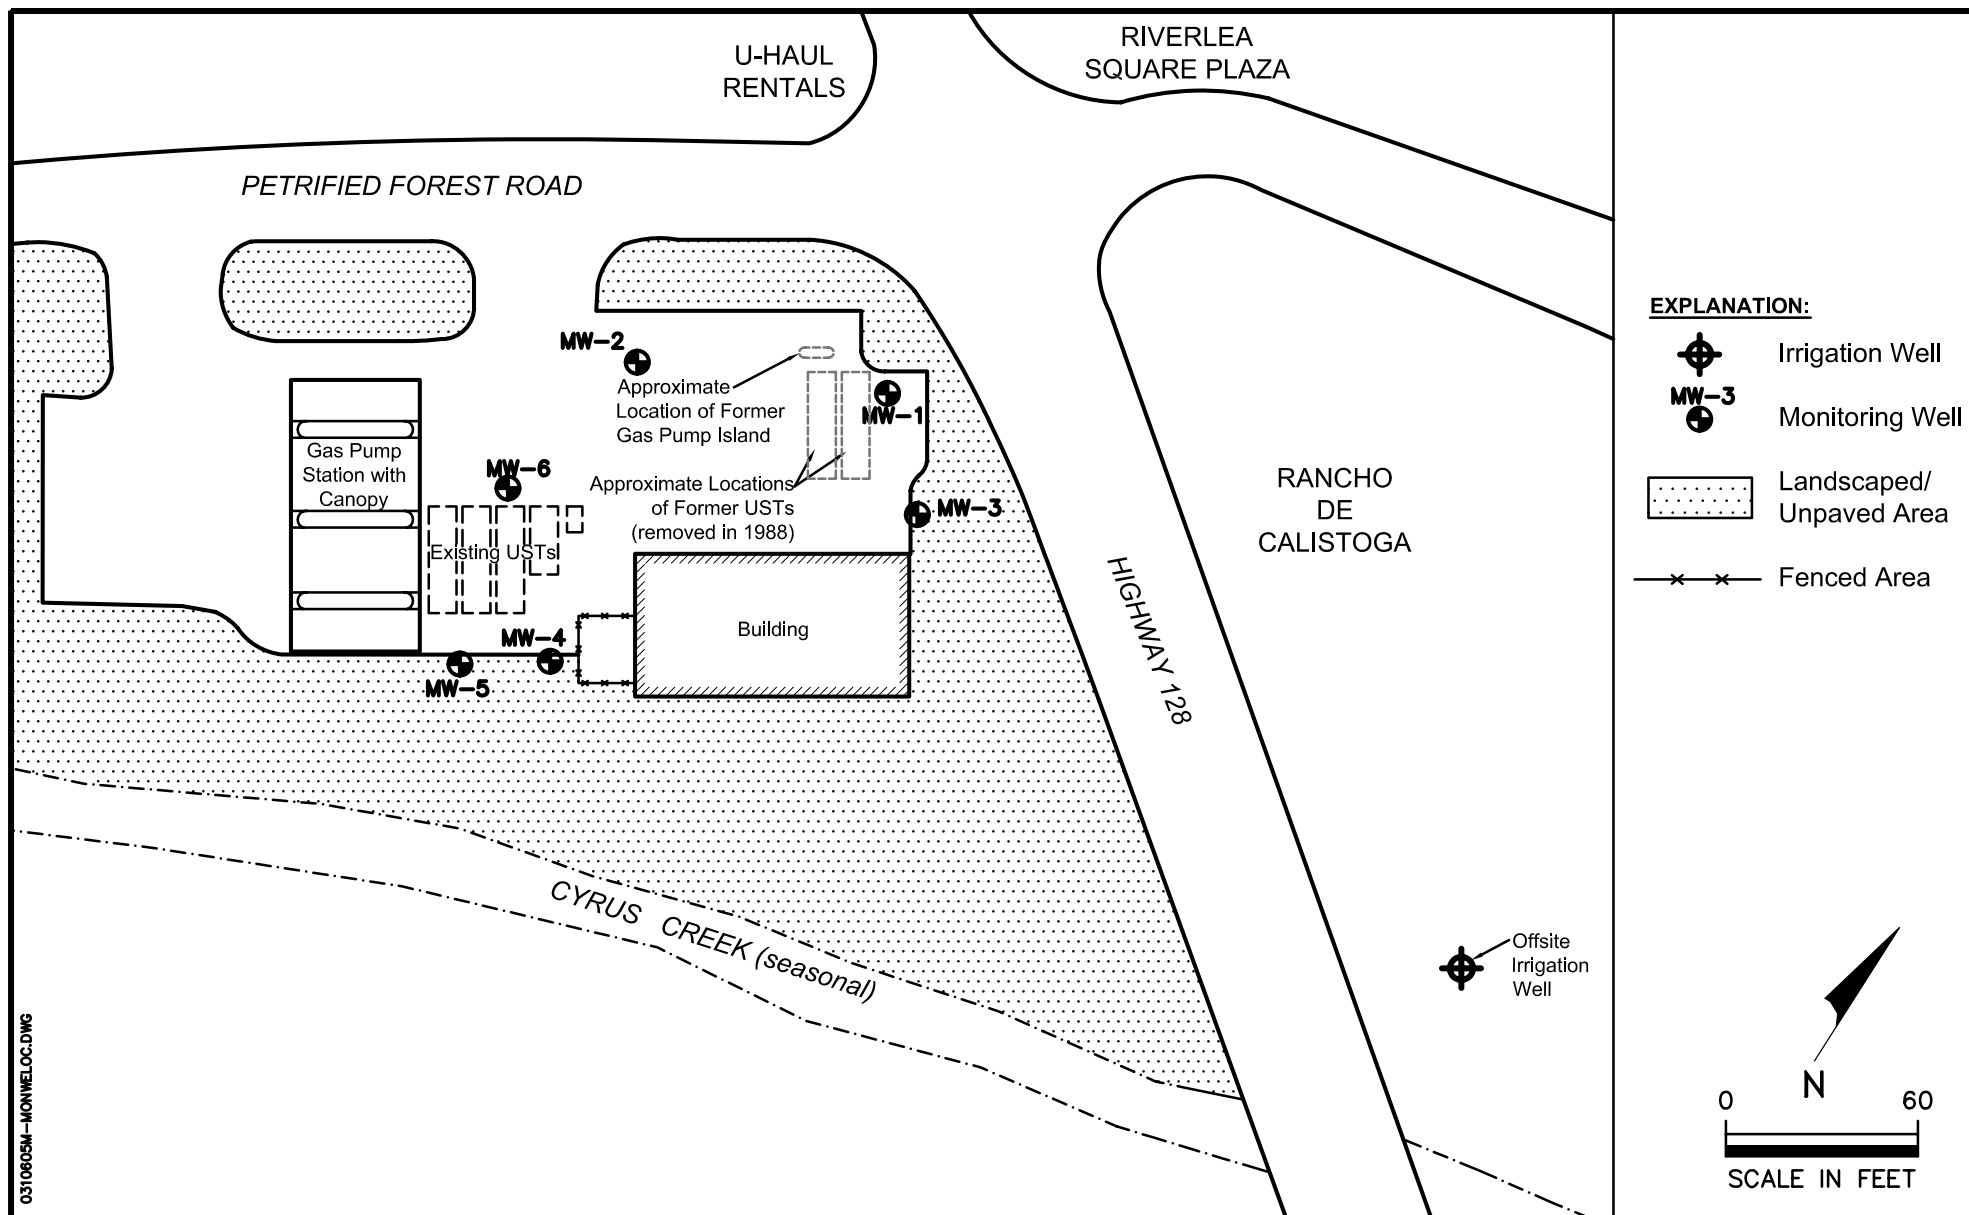 U-HAUL
RENTALS
RIVERLEA
SQUARE PLAZA
PETRIFIED FOREST ROAD
MW-2
Approximate
Location of Former
Gas Pump Island
MW-1
Gas Pump
Station with
Canopy
MW-6
Approximate Locations
of Former USTs
(removed in 1988)
MW-3
Existing USTs
MW-4
MW-5
Building
HIGHWAY 128
RANCHO
DE
CALISTOGA
CYRUS CREEK (seasonal)
Offsite
Irrigation
Well
EXPLANATION:
Irrigation Well
MW-3
Monitoring Well
Landscaped/
Unpaved Area
Fenced Area
N
0 60
SCALE IN FEET
0310605M-MONWELOC.DWG